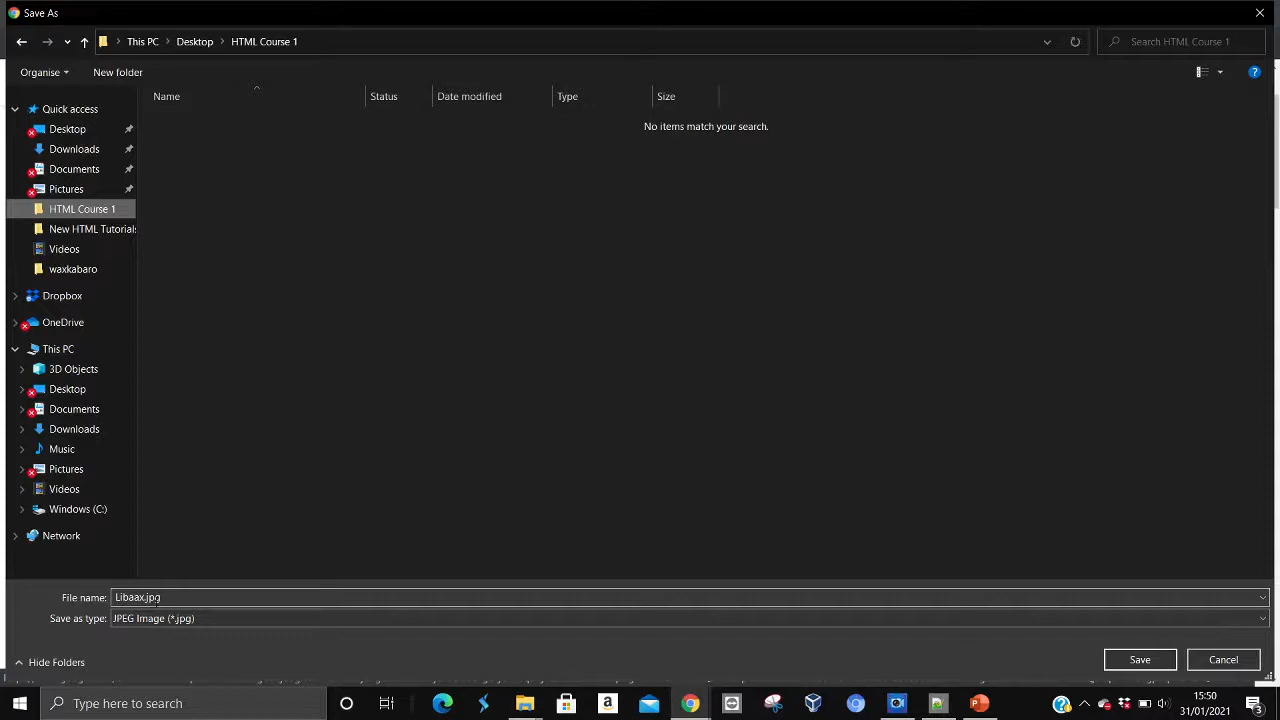 Save As
This PC Desktop HTML Course 1
Search HTML Course 1
Organise New folder
Name Status Date modified Type Size
No items match your search.
Quick access
Desktop
Downloads
Documents
Pictures
HTML Course 1
New HTML Tutorials
Videos
waxkabaro
Dropbox
OneDrive
This PC
3D Objects
Desktop
Documents
Downloads
Music
Pictures
Videos
Windows (C:)
Network
File name: Libaax.jpg
Save as type: JPEG Image (*.jpg)
Hide Folders
Save Cancel
Type here to search
15:50
31/01/2021
3